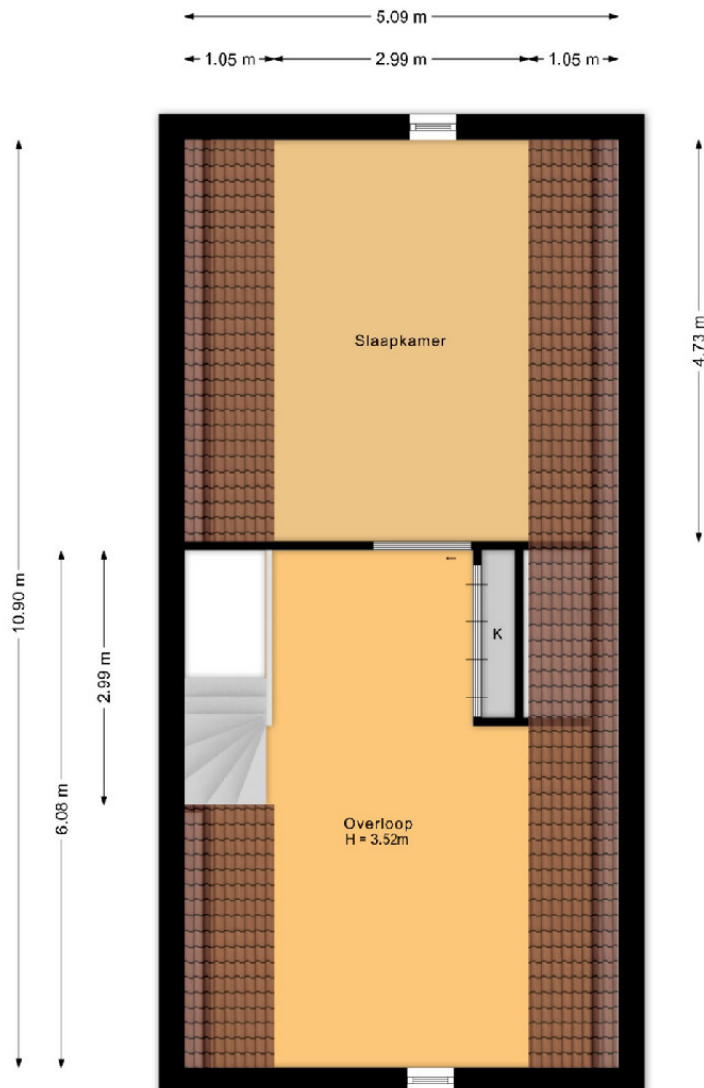 5.09 m
1.05 m
2.99 m
1.05 m
10.90 m
4.73 m
Slaapkamer
2.99 m
6.08 m
K
Overloop
H = 3.52m